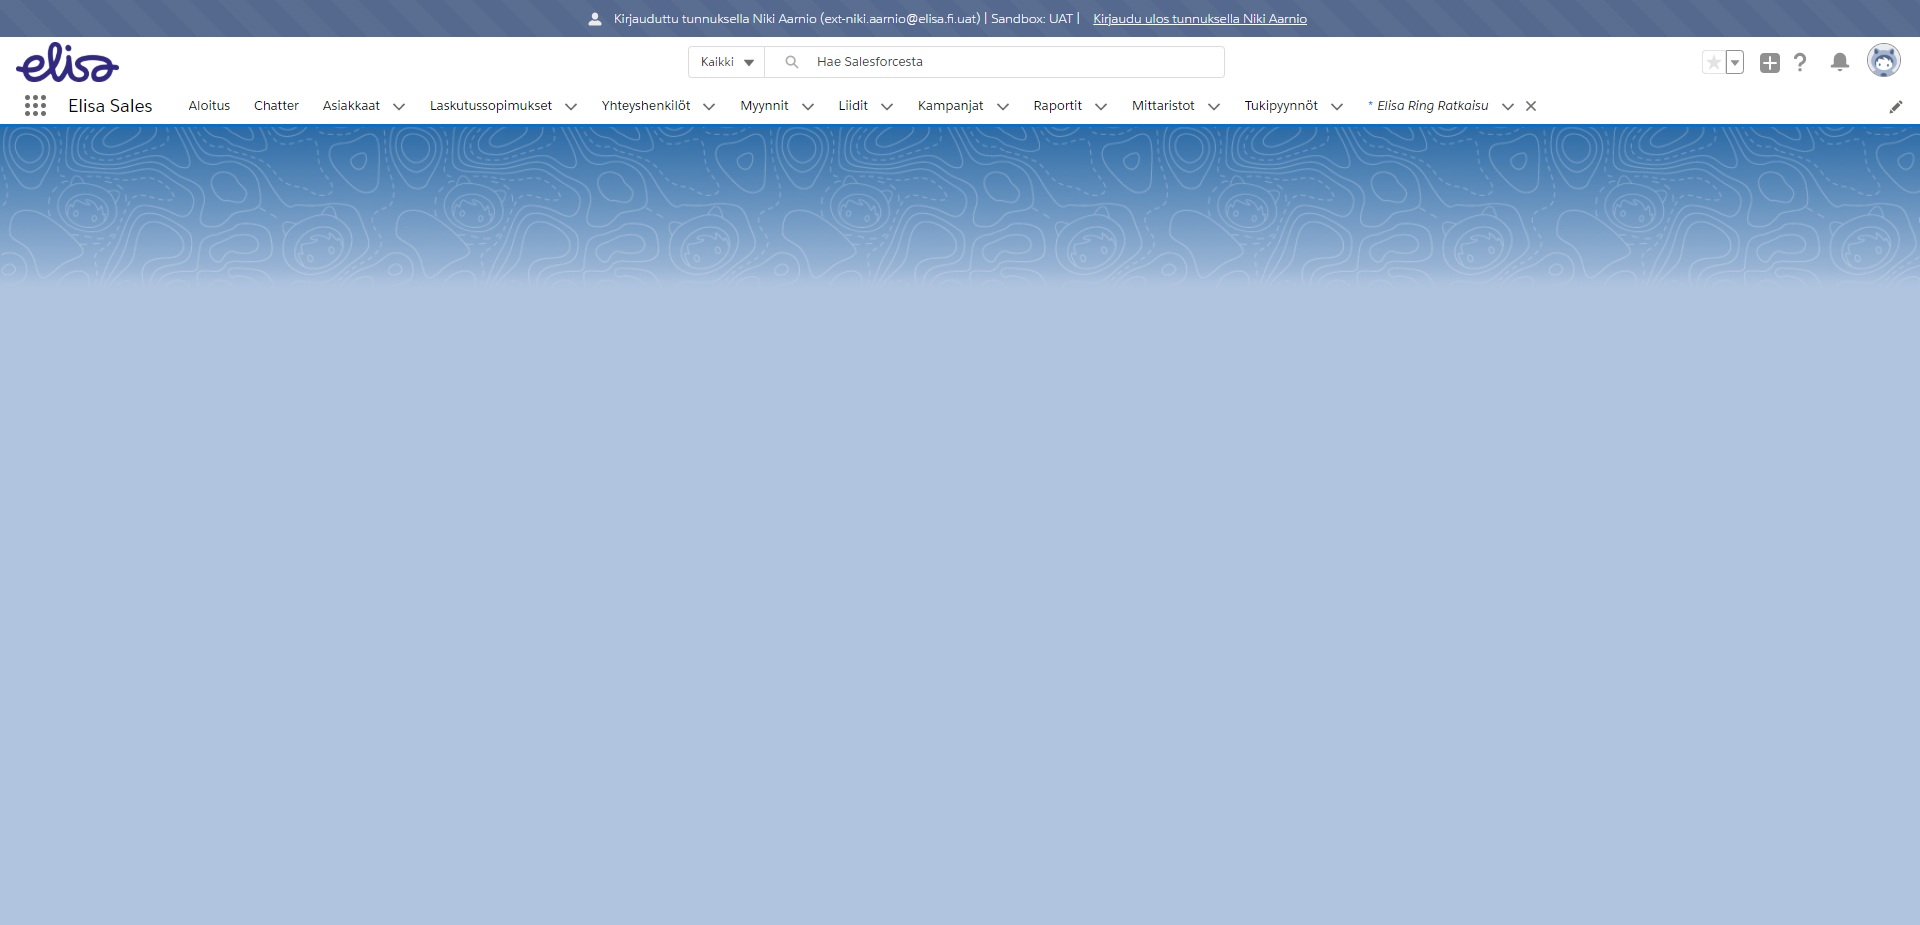 Kirjauduttu tunnuksella Niki Aarnio (ext-niki.aarnio@elisa.fi.uat) | Sandbox: UAT | Kirjaudu ulos tunnuksella Niki Aarnio
elisa
Kaikki Hae Salesforcesta
Elisa Sales Aloitus Chatter Asiakkaat Laskutussopimukset Yhteyshenkilöt Myynnit Liidit Kampanjat Raportit Mittaristot Tukipyynnöt * Elisa Ring Ratkaisu